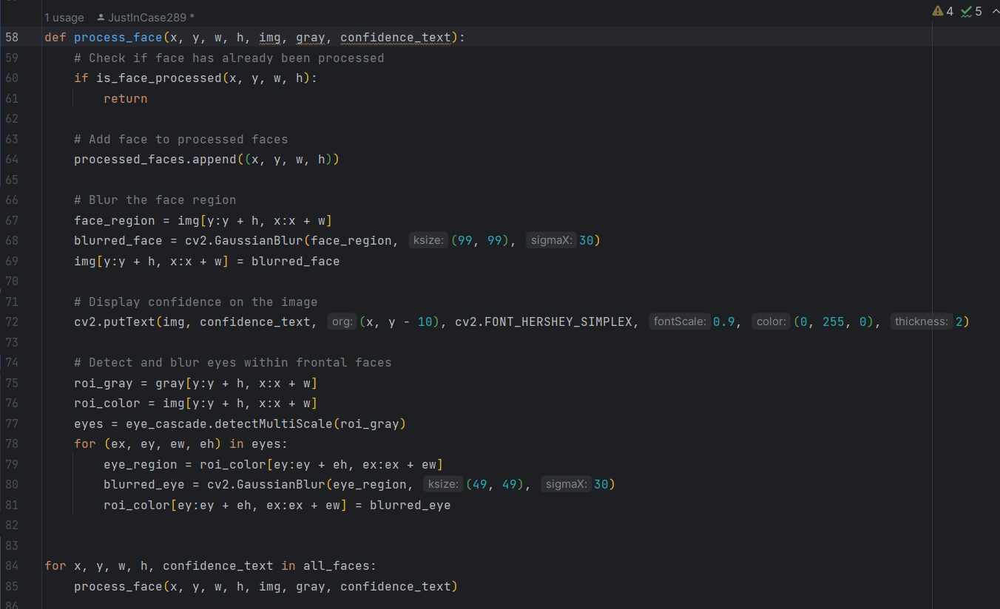 1 usage JustInCase289 *
4 5
58 def process_face(x, y, w, h, img, gray, confidence_text):
59 # Check if face has already been processed
60 if is_face_processed(x, y, w, h):
61 return
62
63 # Add face to processed faces
64 processed_faces.append((x, y, w, h))
65
66 # Blur the face region
67 face_region = img[y:y + h, x:x + w]
68 blurred_face = cv2.GaussianBlur(face_region, ksize: (99, 99), sigmaX: 30)
69 img[y:y + h, x:x + w] = blurred_face
70
71 # Display confidence on the image
72 cv2.putText(img, confidence_text, org: (x, y - 10), cv2.FONT_HERSHEY_SIMPLEX, fontScale: 0.9, color: (0, 255, 0), thickness: 2)
73
74 # Detect and blur eyes within frontal faces
75 roi_gray = gray[y:y + h, x:x + w]
76 roi_color = img[y:y + h, x:x + w]
77 eyes = eye_cascade.detectMultiScale(roi_gray)
78 for (ex, ey, ew, eh) in eyes:
79 eye_region = roi_color[ey:ey + eh, ex:ex + ew]
80 blurred_eye = cv2.GaussianBlur(eye_region, ksize: (49, 49), sigmaX: 30)
81 roi_color[ey:ey + eh, ex:ex + ew] = blurred_eye
82
83
84 for x, y, w, h, confidence_text in all_faces:
85 process_face(x, y, w, h, img, gray, confidence_text)
86